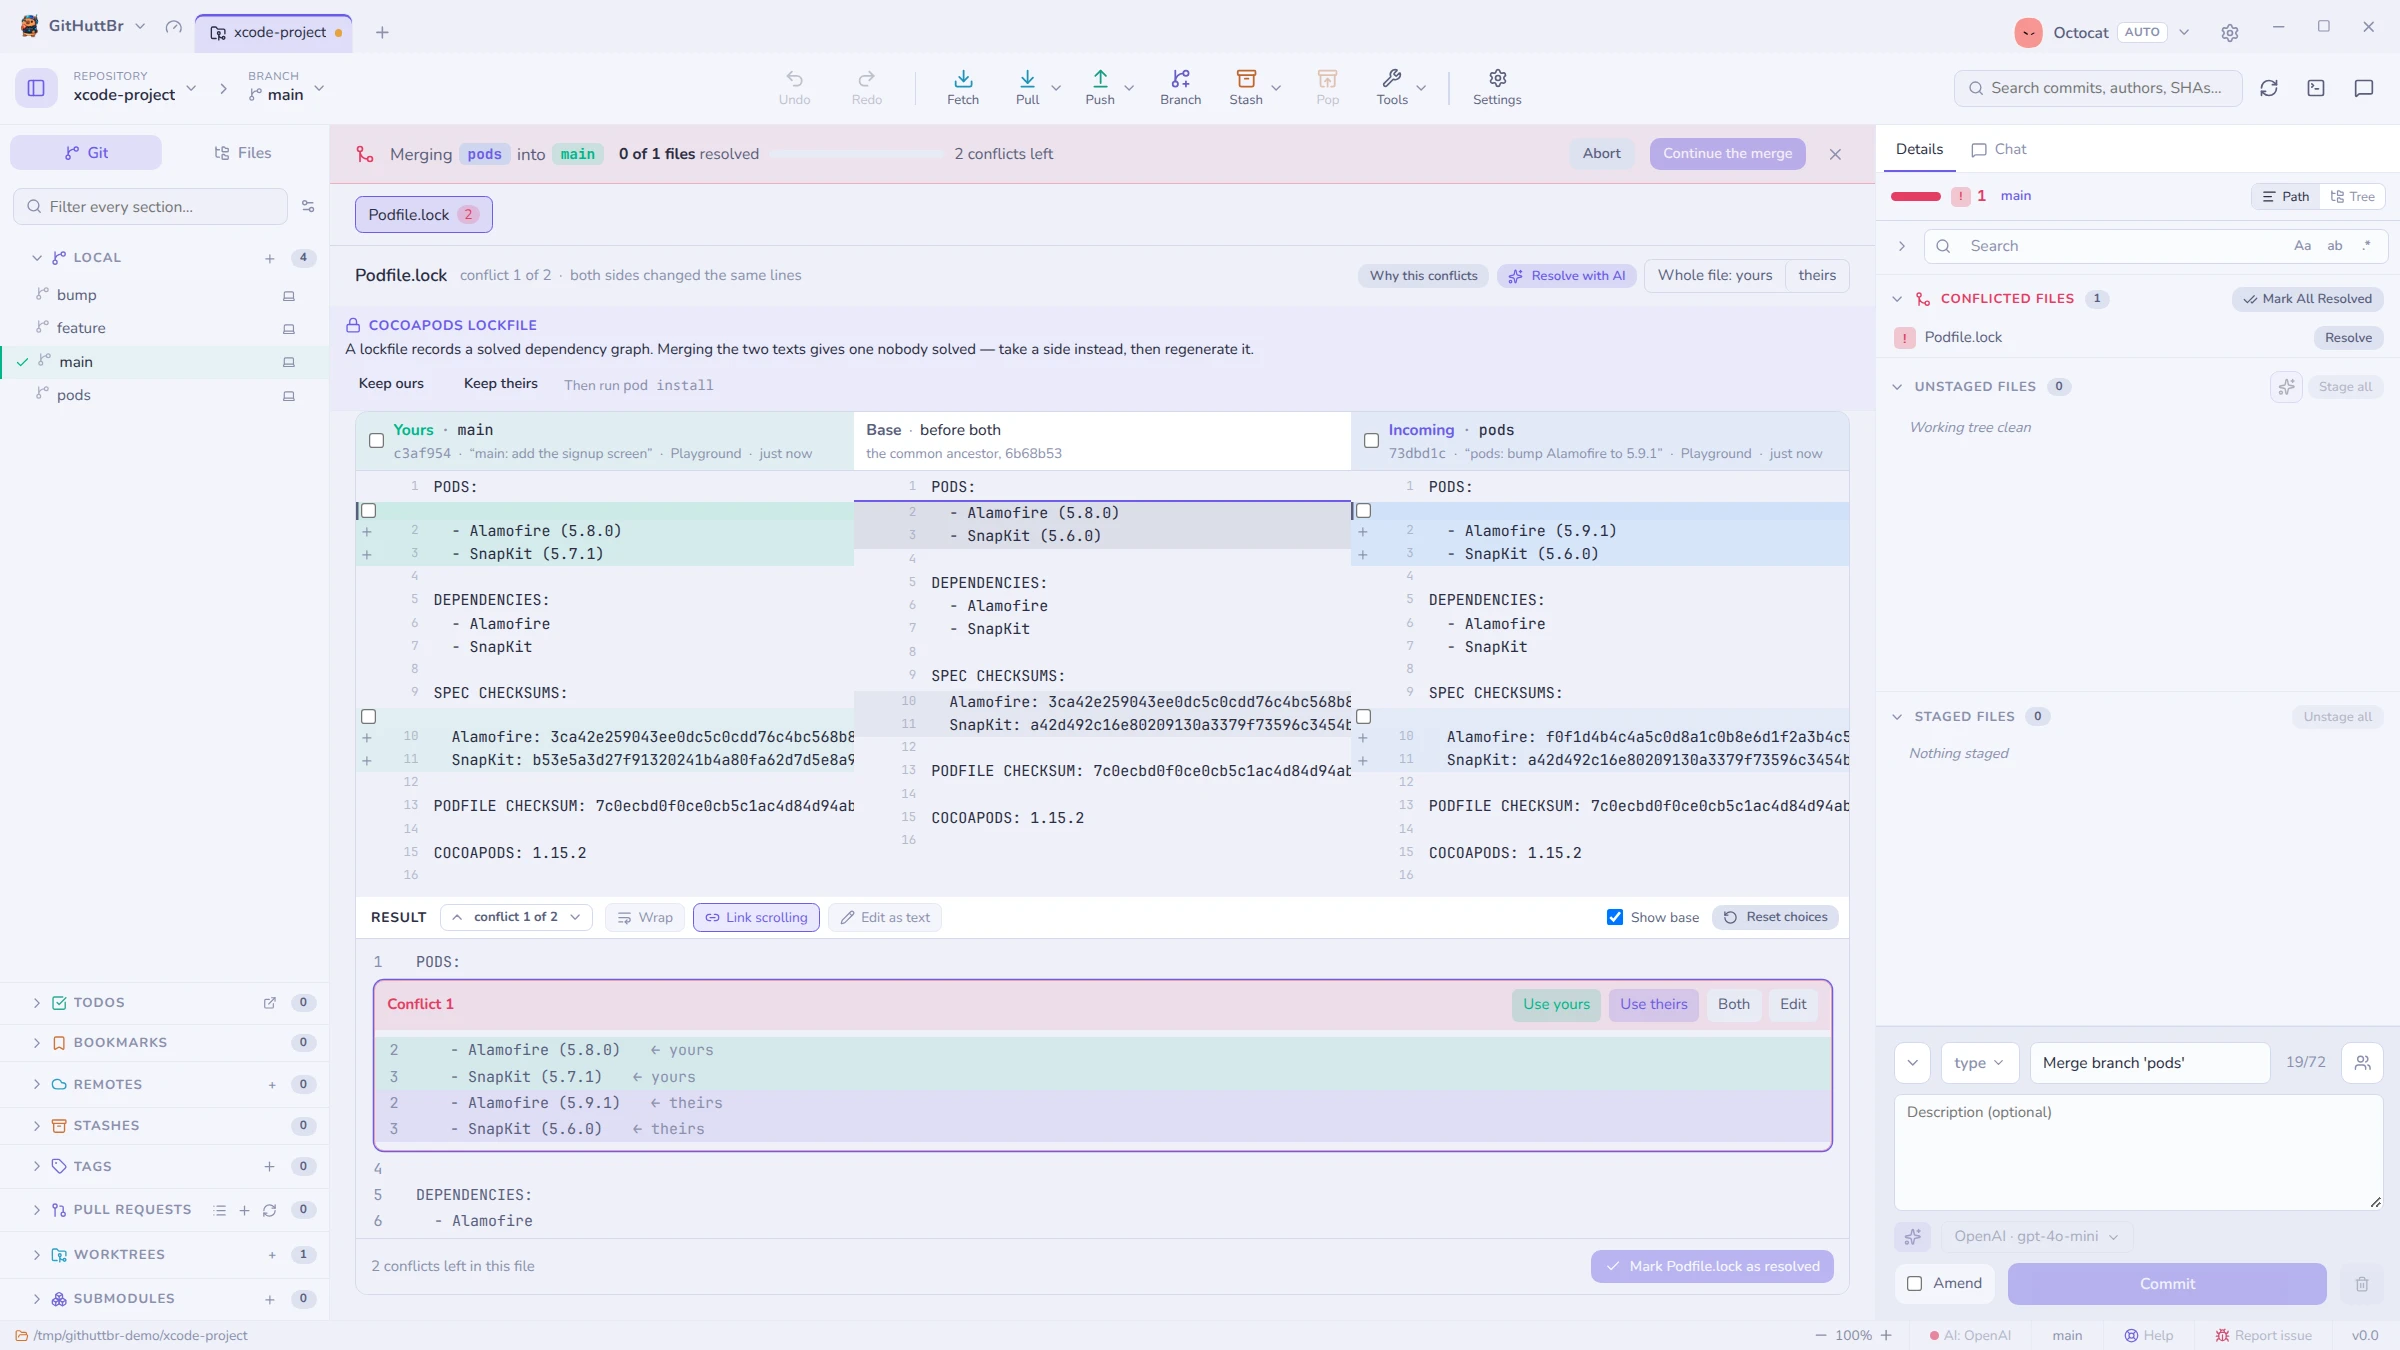 GitHuttBr
xcode-project
Octocat AUTO
REPOSITORY
xcode-project
BRANCH
main
Undo
Redo
Fetch
Pull
Push
Branch
Stash
Pop
Tools
Settings
Search commits, authors, SHAs...
Git
Files
Filter every section...
LOCAL 4
bump
feature
main
pods
TODOS 0
BOOKMARKS 0
REMOTES 0
STASHES 0
TAGS 0
PULL REQUESTS 0
WORKTREES 1
SUBMODULES 0
Merging pods into main 0 of 1 files resolved 2 conflicts left
Abort
Continue the merge
Podfile.lock 2
Podfile.lock conflict 1 of 2 · both sides changed the same lines
Why this conflicts
Resolve with AI
Whole file: yours
theirs
COCOAPODS LOCKFILE
A lockfile records a solved dependency graph. Merging the two texts gives one nobody solved — take a side instead, then regenerate it.
Keep ours Keep theirs Then run pod install
Yours · main
c3af954 · “main: add the signup screen” · Playground · just now
1 PODS:
+ 2 - Alamofire (5.8.0)
+ 3 - SnapKit (5.7.1)
4
5 DEPENDENCIES:
6 - Alamofire
7 - SnapKit
8
9 SPEC CHECKSUMS:
+ 10 Alamofire: 3ca42e259043ee0dc5c0cdd76c4bc568b8
+ 11 SnapKit: b53e5a3d27f91320241b4a80fa62d7d5e8a9
12
13 PODFILE CHECKSUM: 7c0ecbd0f0ce0cb5c1ac4d84d94ab
14
15 COCOAPODS: 1.15.2
16
Base · before both
the common ancestor, 6b68b53
1 PODS:
2 - Alamofire (5.8.0)
3 - SnapKit (5.6.0)
4
5 DEPENDENCIES:
6 - Alamofire
7 - SnapKit
8
9 SPEC CHECKSUMS:
10 Alamofire: 3ca42e259043ee0dc5c0cdd76c4bc568b8
11 SnapKit: a42d492c16e80209130a3379f73596c3454b
12
13 PODFILE CHECKSUM: 7c0ecbd0f0ce0cb5c1ac4d84d94ab
14
15 COCOAPODS: 1.15.2
16
Incoming · pods
73dbd1c · “pods: bump Alamofire to 5.9.1” · Playground · just now
1 PODS:
+ 2 - Alamofire (5.9.1)
+ 3 - SnapKit (5.6.0)
4
5 DEPENDENCIES:
6 - Alamofire
7 - SnapKit
8
9 SPEC CHECKSUMS:
+ 10 Alamofire: f0f1d4b4c4a5c0d8a1c0b8e6d1f2a3b4c5
+ 11 SnapKit: a42d492c16e80209130a3379f73596c3454b
12
13 PODFILE CHECKSUM: 7c0ecbd0f0ce0cb5c1ac4d84d94ab
14
15 COCOAPODS: 1.15.2
16
RESULT conflict 1 of 2 Wrap Link scrolling Edit as text Show base Reset choices
1 PODS:
Conflict 1 Use yours Use theirs Both Edit
2 - Alamofire (5.8.0) ← yours
3 - SnapKit (5.7.1) ← yours
2 - Alamofire (5.9.1) ← theirs
3 - SnapKit (5.6.0) ← theirs
4
5 DEPENDENCIES:
6 - Alamofire
2 conflicts left in this file
Mark Podfile.lock as resolved
Details
Chat
! 1 main
Path Tree
Search Aa ab .*
CONFLICTED FILES 1 Mark All Resolved
! Podfile.lock Resolve
UNSTAGED FILES 0 Stage all
Working tree clean
STAGED FILES 0 Unstage all
Nothing staged
type Merge branch 'pods' 19/72
Description (optional)
OpenAI · gpt-4o-mini
Amend Commit
/tmp/githuttbr-demo/xcode-project
100% AI: OpenAI main Help Report issue v0.0